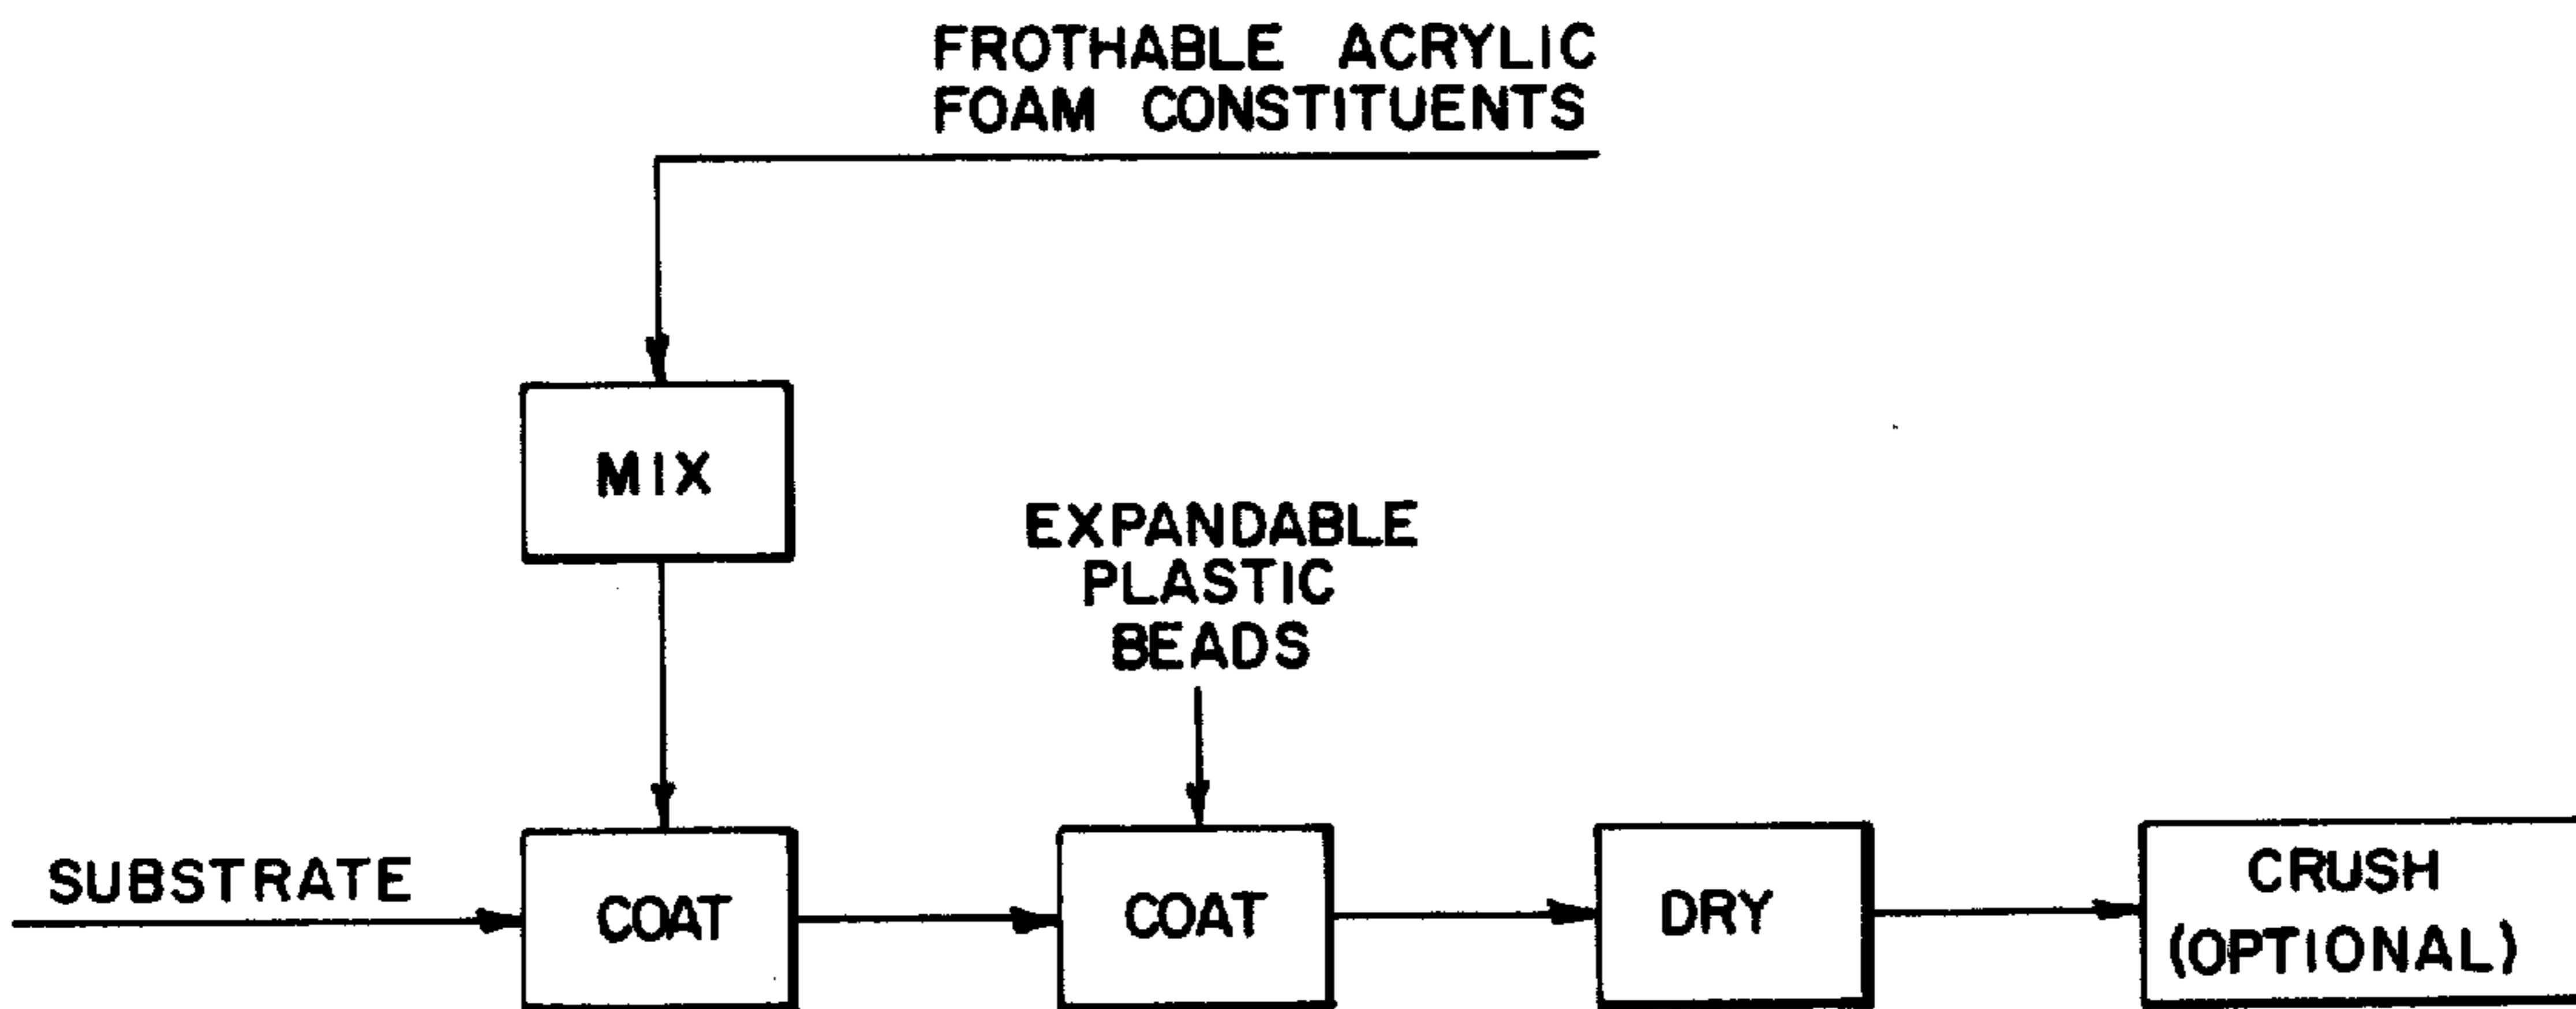 FROTHABLE ACRYLIC
FOAM CONSTITUENTS
MIX
EXPANDABLE
PLASTIC
BEADS
SUBSTRATE
COAT
COAT
DRY
CRUSH
(OPTIONAL)